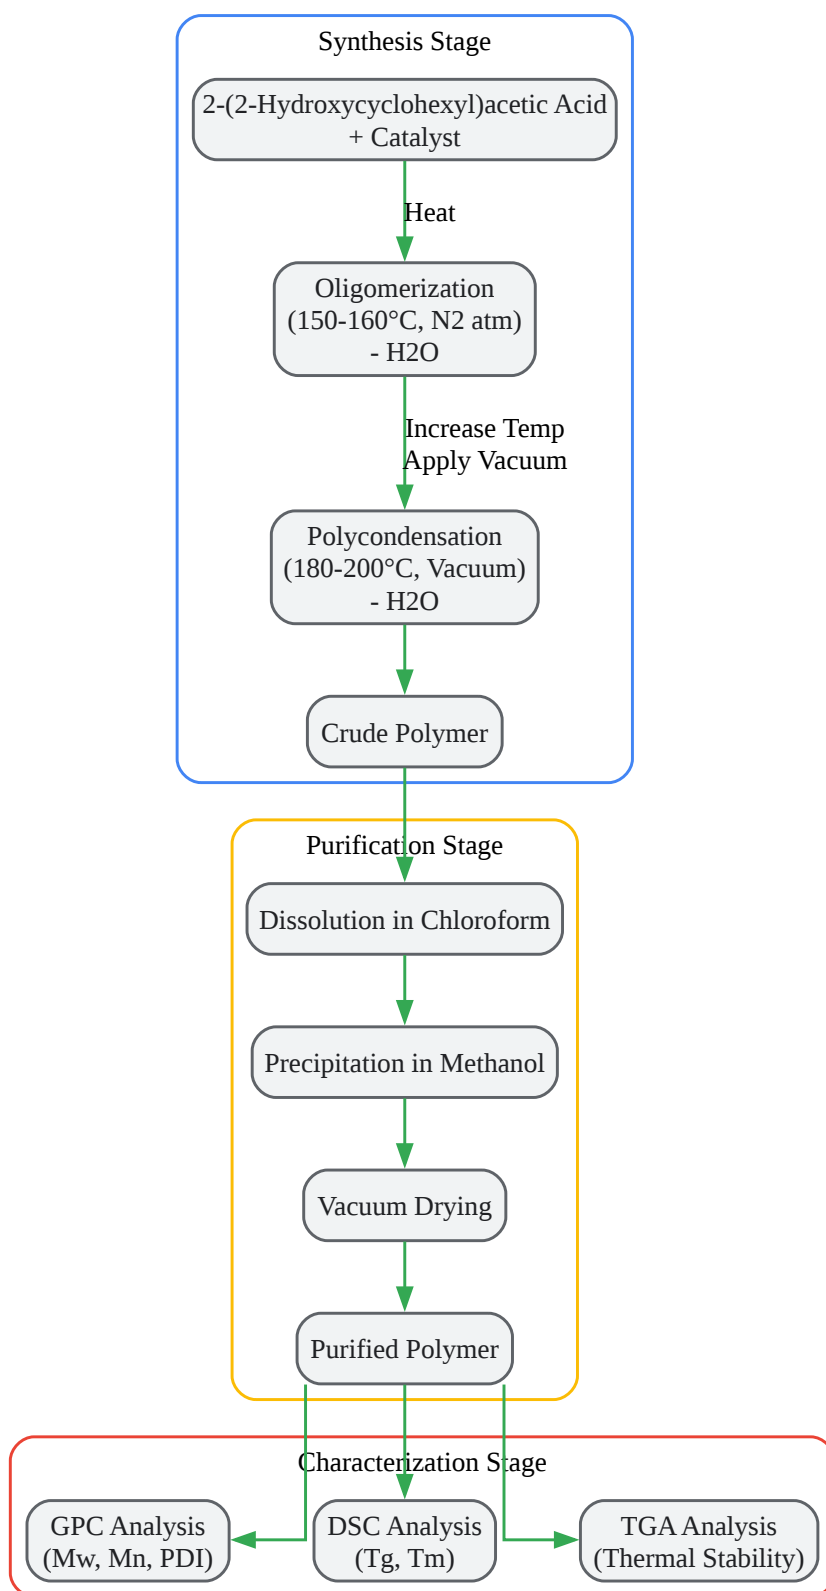 Synthesis Stage
2-(2-Hydroxycyclohexyl)acetic Acid
+ Catalyst
Heat
Oligomerization
(150-160°C, N2 atm)
- H2O
Increase Temp
Apply Vacuum
Polycondensation
(180-200°C, Vacuum)
- H2O
Crude Polymer
Purification Stage
Dissolution in Chloroform
Precipitation in Methanol
Vacuum Drying
Purified Polymer
Characterization Stage
GPC Analysis
(Mw, Mn, PDI)
DSC Analysis
(Tg, Tm)
TGA Analysis
(Thermal Stability)